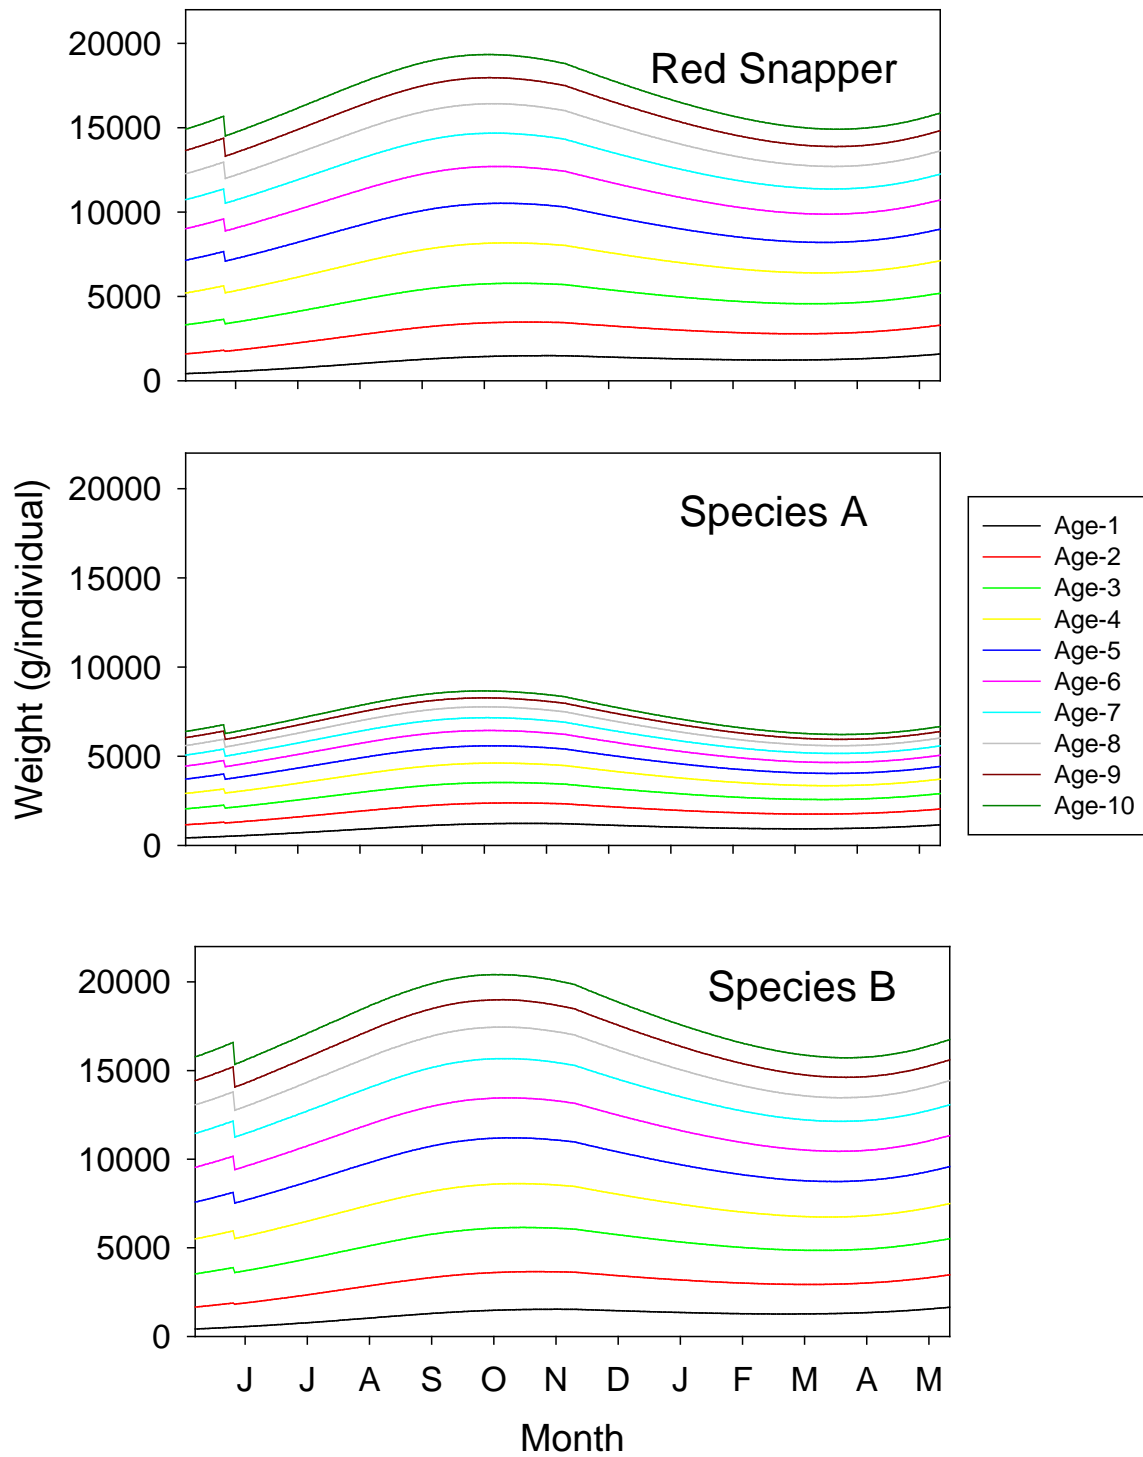 Red Snapper
20000
15000
10000
5000
0
Species A
20000
15000
10000
5000
0
Weight (g/individual)
Age-1
Age-2
Age-3
Age-4
Age-5
Age-6
Age-7
Age-8
Age-9
Age-10
Species B
20000
15000
10000
5000
0
J J A S O N D J F M A M
Month